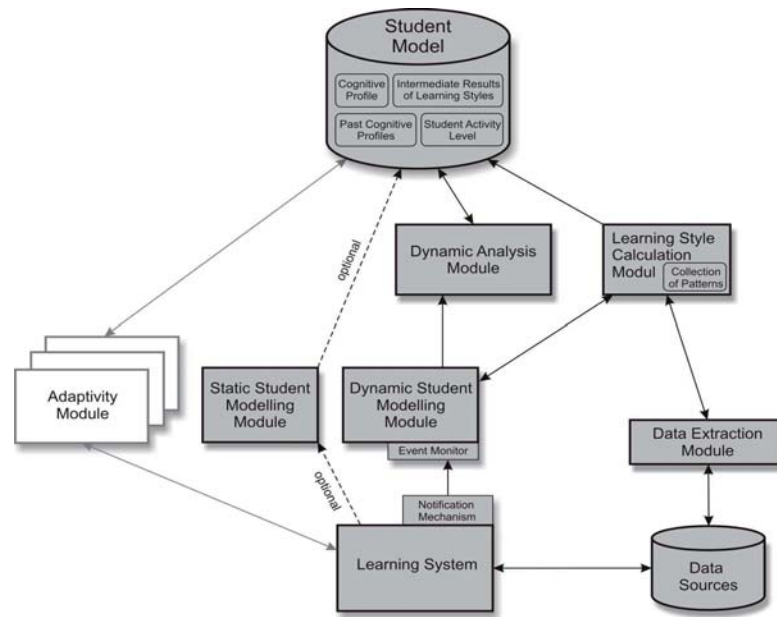 Student
Model
Cognitive
Profile
Intermediate Results
of Learning Styles
Past Cognitive
Profiles
Student Activity
Level
optional
Dynamic Analysis
Module
Learning Style
Calculation
Modul
Collection
of Patterns
Adaptivity
Module
Static Student
Modelling
Module
Dynamic Student
Modelling
Module
Event Monitor
Data Extraction
Module
optional
Notification
Mechanism
Learning System
Data
Sources